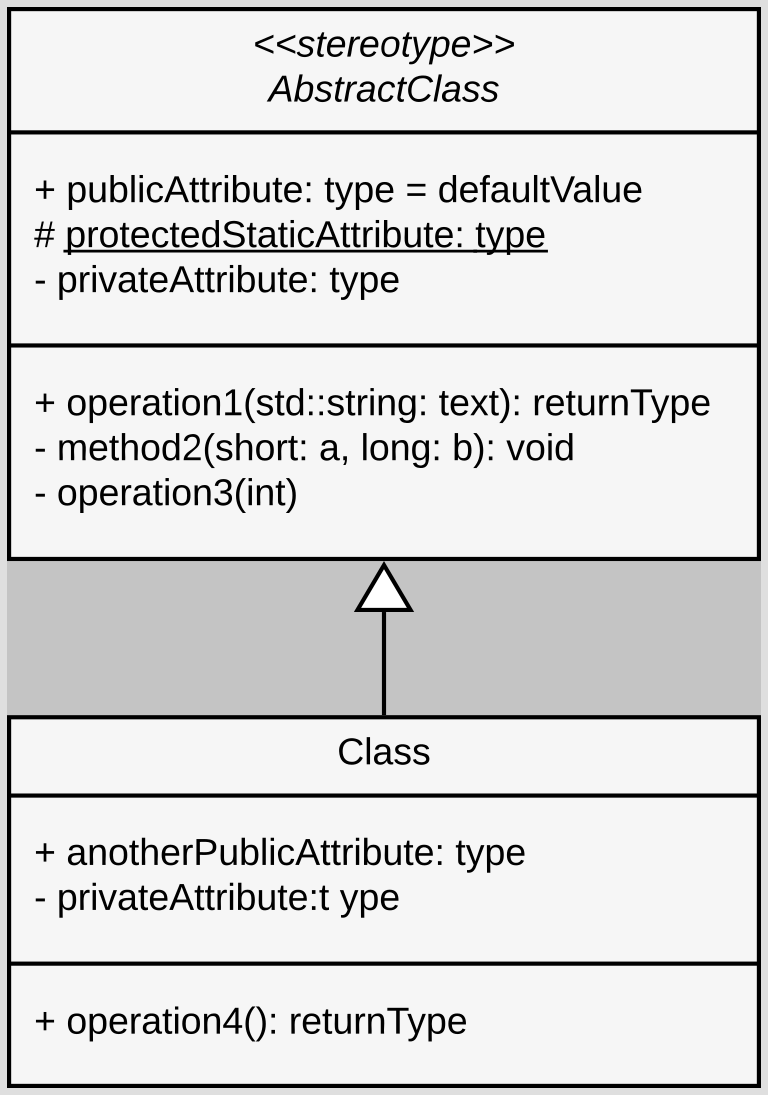 <<stereotype>>
AbstractClass
+ publicAttribute: type = defaultValue
# protectedStaticAttribute: type
- privateAttribute: type
+ operation1(std::string: text): returnType
- method2(short: a, long: b): void
- operation3(int)
Class
+ anotherPublicAttribute: type
- privateAttribute:t ype
+ operation4(): returnType